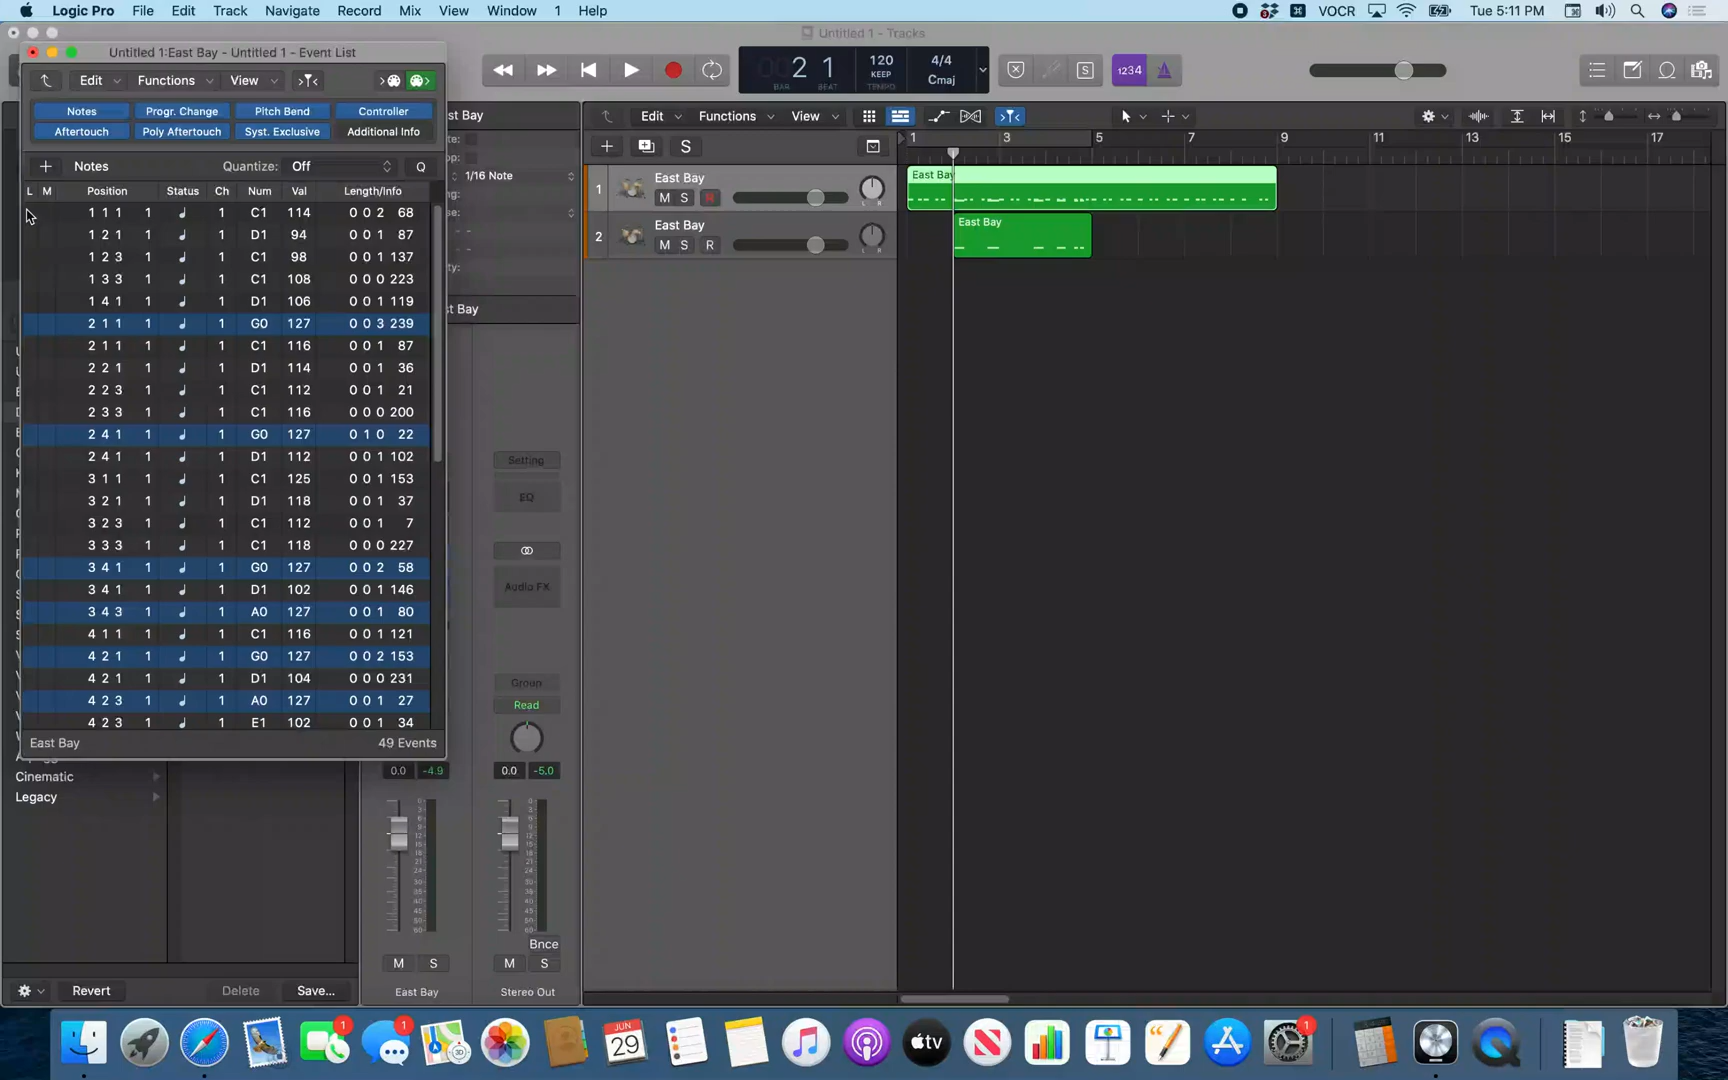 Logic Pro File Edit Track Navigate Record Mix View Window 1 Help
3 VOCR Tue 5:11 PM
Untitled 1 - Tracks
Untitled 1:East Bay - Untitled 1 - Event List
Edit Functions View
Notes Progr. Change Pitch Bend Controller
Aftertouch Poly Aftertouch Syst. Exclusive Additional Info
Notes Quantize: Off Q
L M Position Status Ch Num Val Length/Info
1 1 1 1 1 C1 114 0 0 2 68
1 2 1 1 1 D1 94 0 0 1 87
1 2 3 1 1 C1 98 0 0 1 137
1 3 3 1 1 C1 108 0 0 0 223
1 4 1 1 1 D1 106 0 0 1 119
2 1 1 1 1 G0 127 0 0 3 239
2 1 1 1 1 C1 116 0 0 1 87
2 2 1 1 1 D1 114 0 0 1 36
2 2 3 1 1 C1 112 0 0 1 21
2 3 3 1 1 C1 116 0 0 0 200
2 4 1 1 1 G0 127 0 1 0 22
2 4 1 1 1 D1 112 0 0 1 102
3 1 1 1 1 C1 125 0 0 1 153
3 2 1 1 1 D1 118 0 0 1 37
3 2 3 1 1 C1 112 0 0 1 7
3 3 3 1 1 C1 118 0 0 0 227
3 4 1 1 1 G0 127 0 0 2 58
3 4 1 1 1 D1 102 0 0 1 146
3 4 3 1 1 A0 127 0 0 1 80
4 1 1 1 1 C1 116 0 0 1 121
4 2 1 1 1 G0 127 0 0 2 153
4 2 1 1 1 D1 104 0 0 0 231
4 2 3 1 1 A0 127 0 0 1 27
4 2 3 1 1 E1 102 0 0 1 34
East Bay 49 Events
Cinematic
Legacy
Revert Delete Save...
st Bay
1/16 Note
st Bay
Setting
EQ
Audio FX
Group
Read
0.0 -4.9 0.0 -5.0
Bnce
M S M S
East Bay Stereo Out
2 1 120 4/4
BAR BEAT KEEP TEMPO Cmaj
S 1234
Edit Functions View
S
1 3 5 7 9 11 13 15 17
1 East Bay
M S R
2 East Bay
M S R
East Bay
East Bay
1 1 3D JUN 29 tv 1